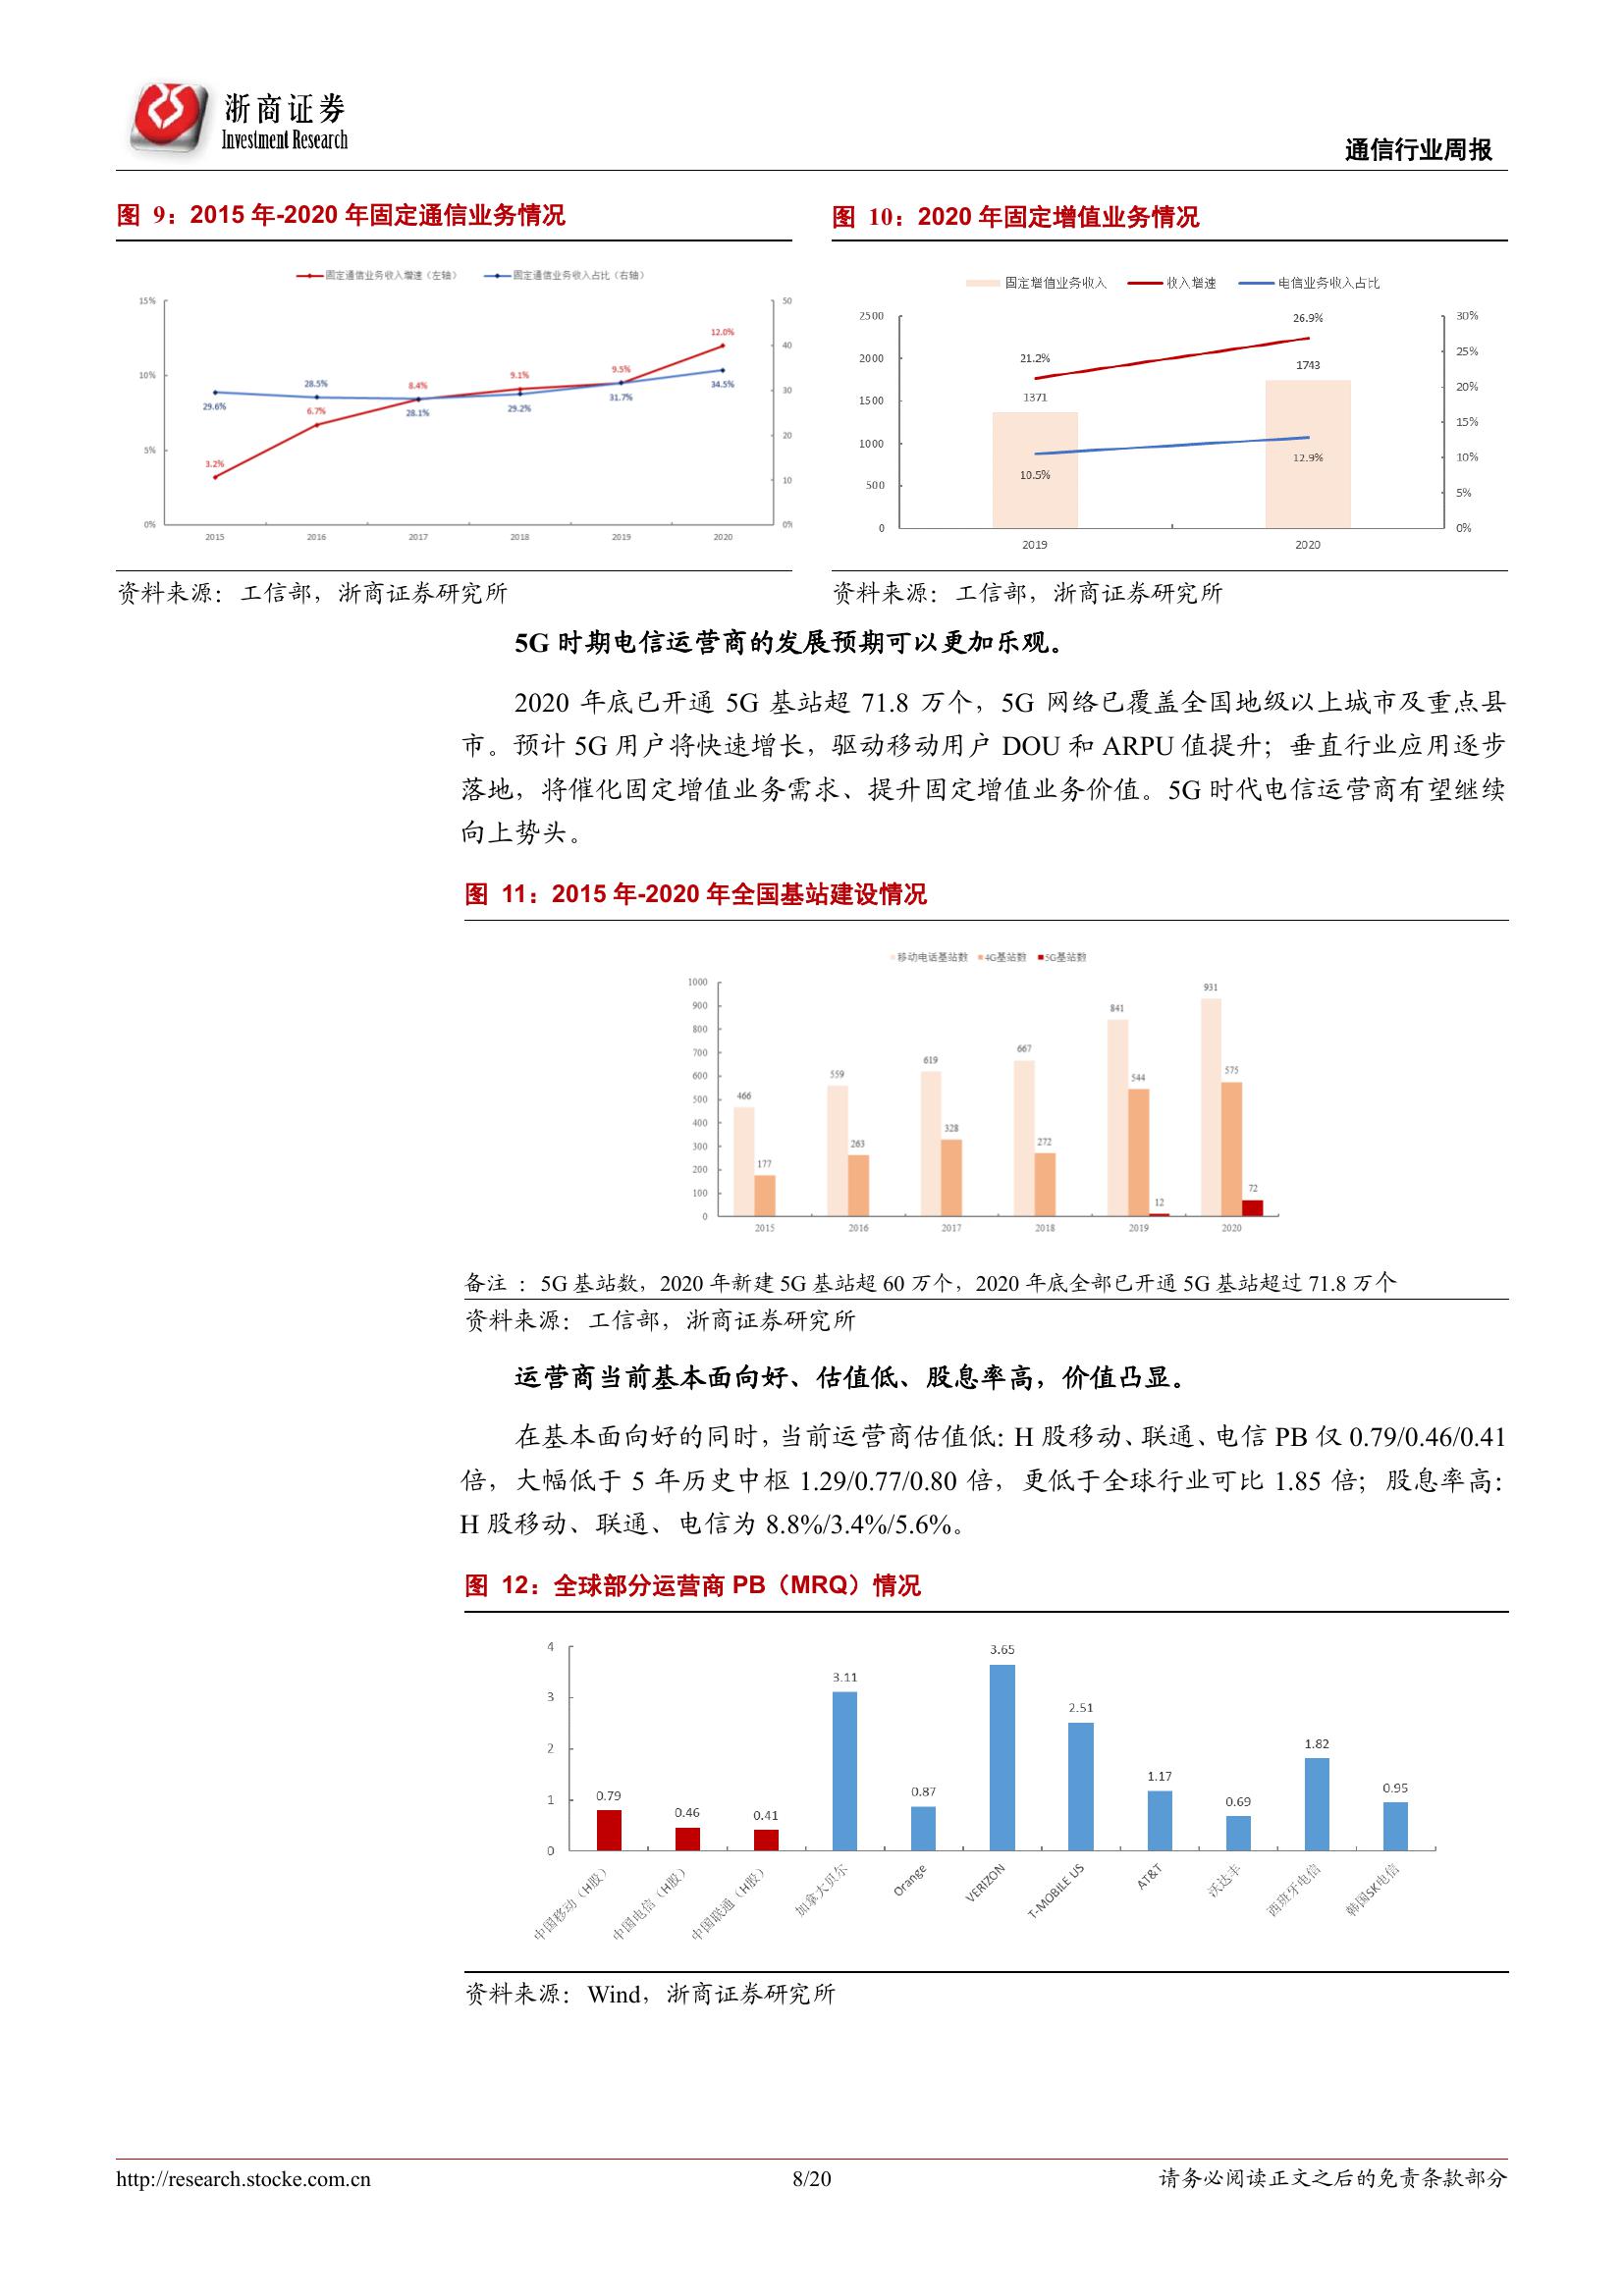 浙商证券
Investment Research
通信行业周报
图 9：2015 年-2020 年固定通信业务情况
固定通信业务收入增速（左轴） 固定通信业务收入占比（右轴）
15%
10%
5%
0%
50
40
30
20
10
0%
3.2% 6.7% 8.4% 9.1% 9.5% 12.0%
29.6% 28.5% 28.1% 29.2% 31.7% 34.5%
2015 2016 2017 2018 2019 2020
资料来源：工信部，浙商证券研究所
图 10：2020 年固定增值业务情况
固定增值业务收入 收入增速 电信业务收入占比
2500
2000
1500
1000
500
0
30%
25%
20%
15%
10%
5%
0%
21.2% 26.9%
1371 1743
10.5% 12.9%
2019 2020
资料来源：工信部，浙商证券研究所
5G 时期电信运营商的发展预期可以更加乐观。
2020 年底已开通 5G 基站超 71.8 万个，5G 网络已覆盖全国地级以上城市及重点县
市。预计 5G 用户将快速增长，驱动移动用户 DOU 和 ARPU 值提升；垂直行业应用逐步
落地，将催化固定增值业务需求、提升固定增值业务价值。5G 时代电信运营商有望继续
向上势头。
图 11：2015 年-2020 年全国基站建设情况
移动电话基站数 4G基站数 5G基站数
1000
900
800
700
600
500
400
300
200
100
0
466 559 619 667 841 931
177 263 328 272 544 575
12 72
2015 2016 2017 2018 2019 2020
备注 ：5G 基站数，2020 年新建 5G 基站超 60 万个，2020 年底全部已开通 5G 基站超过 71.8 万个
资料来源：工信部，浙商证券研究所
运营商当前基本面向好、估值低、股息率高，价值凸显。
在基本面向好的同时，当前运营商估值低：H 股移动、联通、电信 PB 仅 0.79/0.46/0.41
倍，大幅低于 5 年历史中枢 1.29/0.77/0.80 倍，更低于全球行业可比 1.85 倍；股息率高：
H 股移动、联通、电信为 8.8%/3.4%/5.6%。
图 12：全球部分运营商 PB（MRQ）情况
4
3
2
1
0
0.79 0.46 0.41 3.11 0.87 3.65 2.51 1.17 0.69 1.82 0.95
中国移动（H股） 中国电信（H股） 中国联通（H股） 加拿大贝尔 Orange VERIZON T-MOBILE US AT&T 沃达丰 西班牙电信 韩国SK电信
资料来源：Wind，浙商证券研究所
http://research.stocke.com.cn 8/20 请务必阅读正文之后的免责条款部分